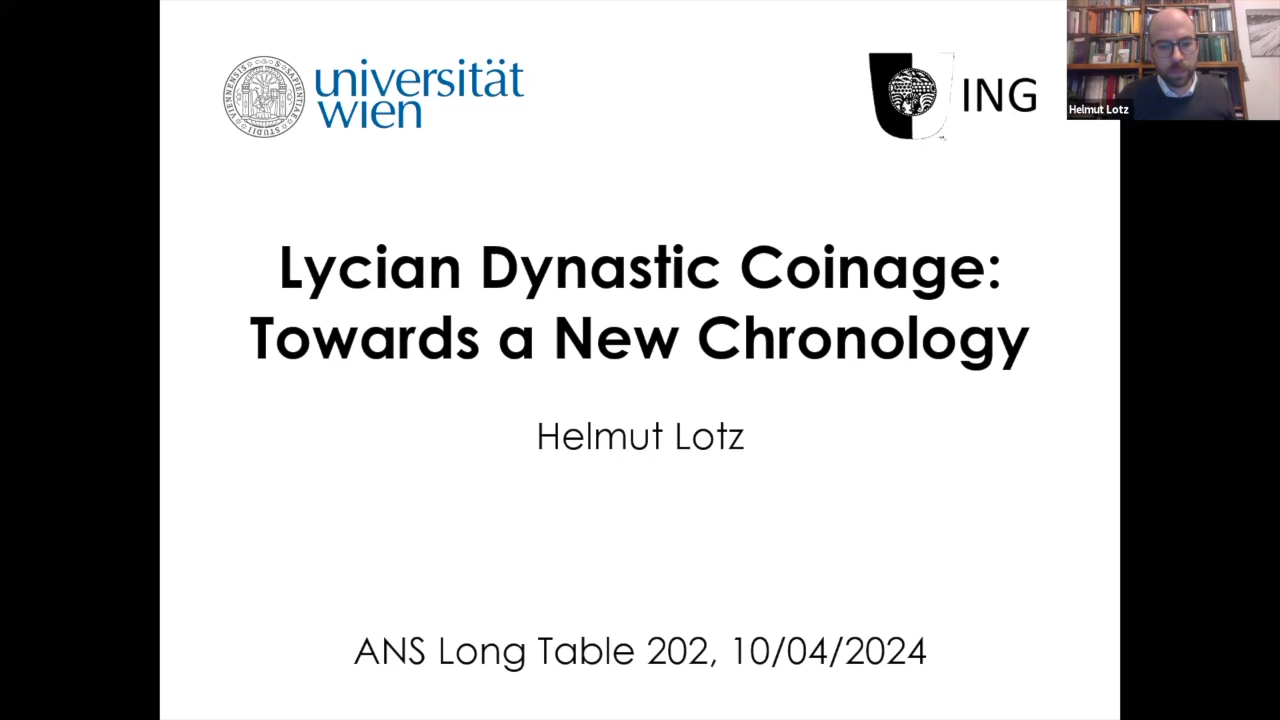 universität
wien
ING
Helmut Lotz
Lycian Dynastic Coinage:
Towards a New Chronology
Helmut Lotz
ANS Long Table 202, 10/04/2024